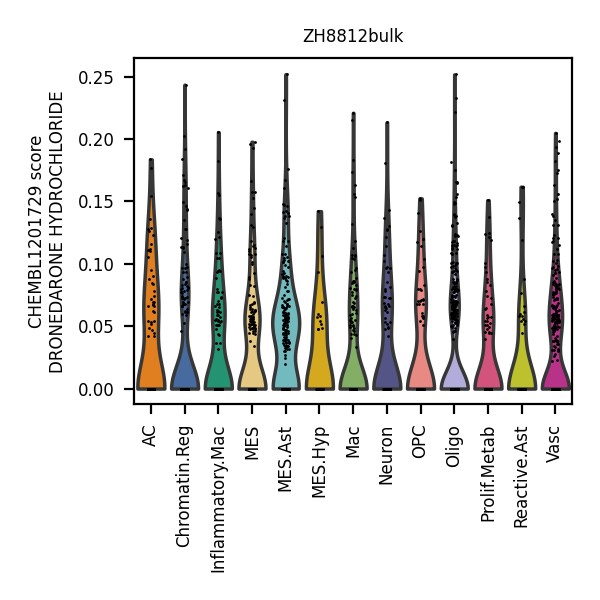 ZH8812bulk
CHEMBL1201729 score
DRONEDARONE HYDROCHLORIDE
0.25
0.20
0.15
0.10
0.05
0.00
AC
Chromatin.Reg
Inflammatory.Mac
MES
MES.Ast
MES.Hyp
Mac
Neuron
OPC
Oligo
Prolif.Metab
Reactive.Ast
Vasc